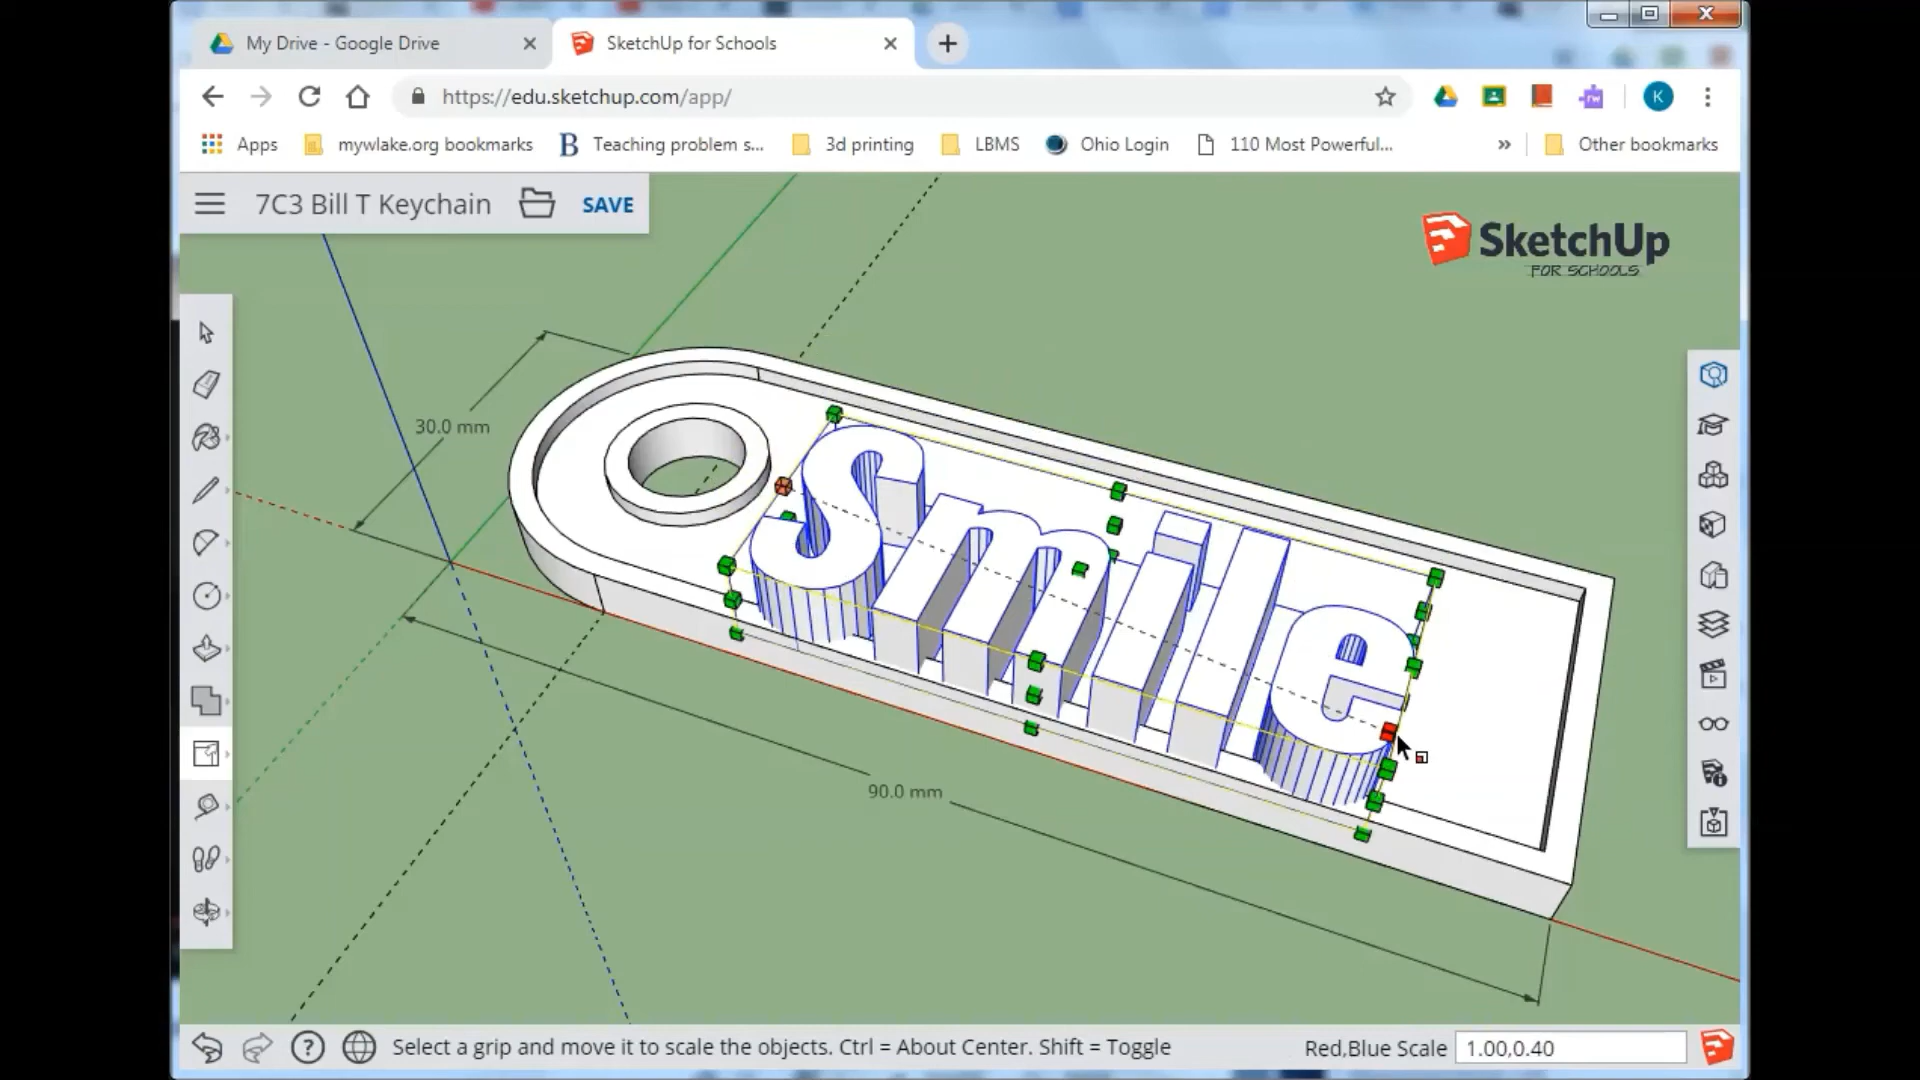 My Drive - Google Drive
SketchUp for Schools
https://edu.sketchup.com/app/
K
Apps
mywlake.org bookmarks
B Teaching problem s...
3d printing
LBMS
Ohio Login
110 Most Powerful...
»
Other bookmarks
7C3 Bill T Keychain
SAVE
SketchUp
FOR SCHOOLS
30.0 mm
Smile
90.0 mm
Select a grip and move it to scale the objects. Ctrl = About Center. Shift = Toggle
Red,Blue Scale
1.00,0.40